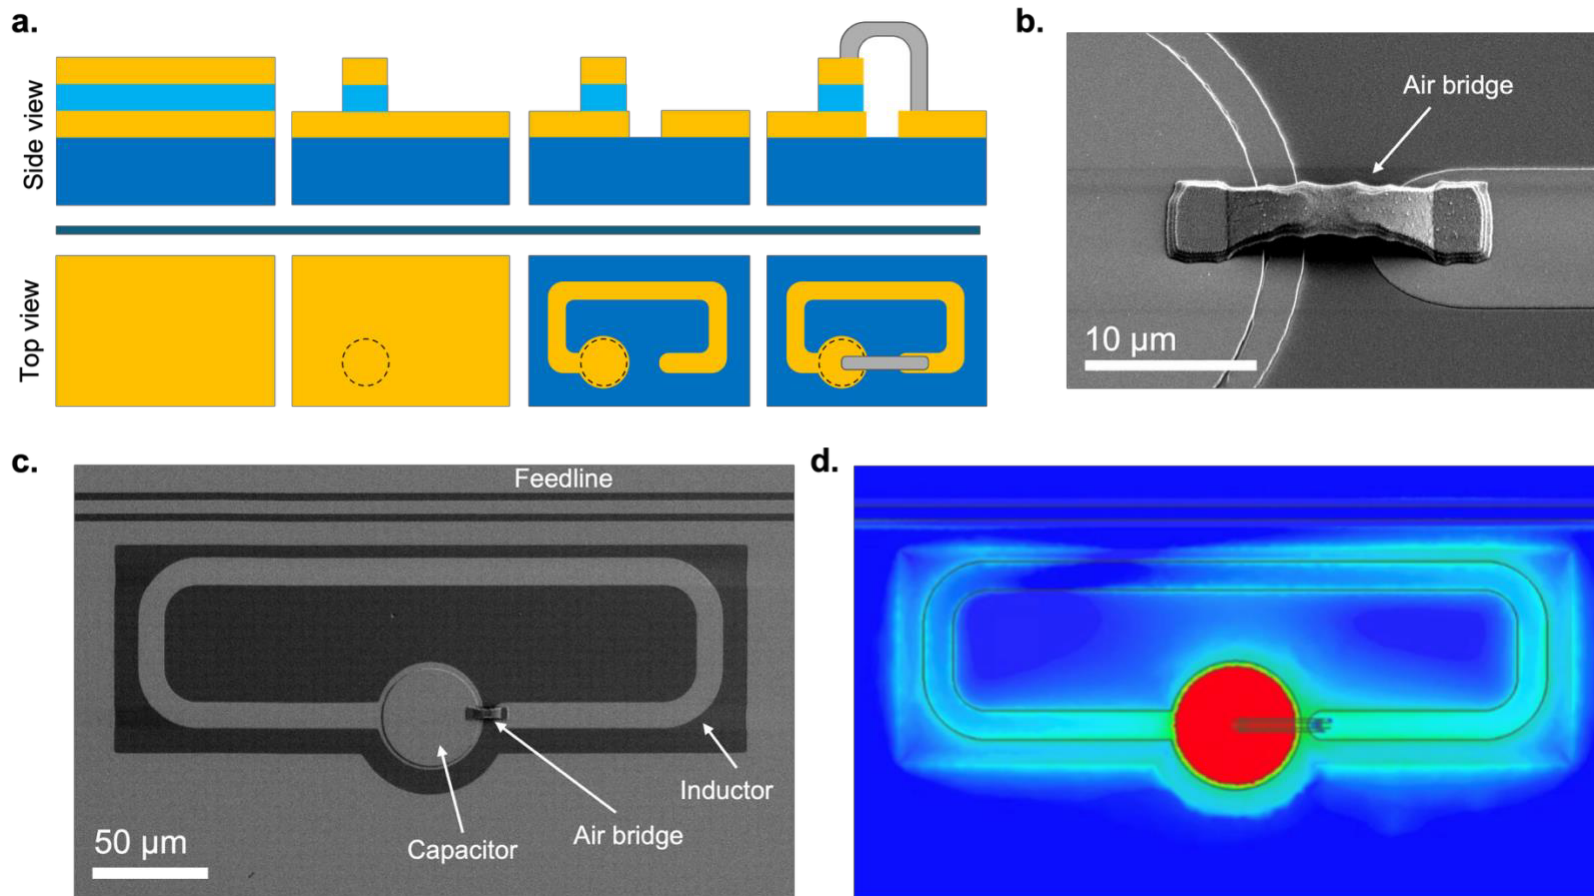 a.
Side view
Top view
b.
Air bridge
10 µm
c.
Feedline
Inductor
Air bridge
Capacitor
50 µm
d.